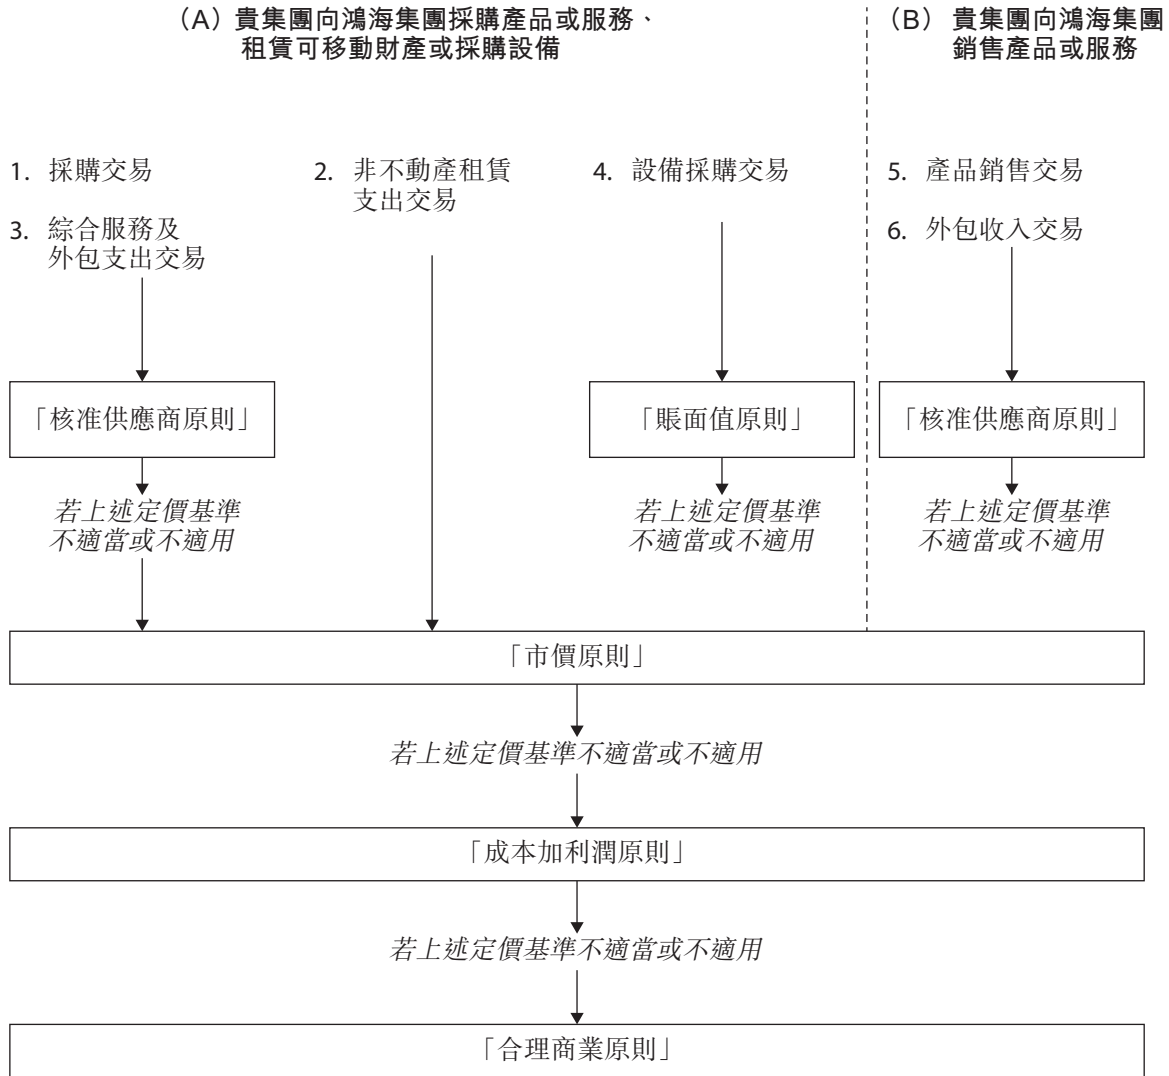 （A）貴集團向鴻海集團採購產品或服務、
租賃可移動財產或採購設備
（B） 貴集團向鴻海集團
銷售產品或服務
1. 採購交易
3. 綜合服務及
外包支出交易
2. 非不動產租賃
支出交易
4. 設備採購交易
5. 產品銷售交易
6. 外包收入交易
「核准供應商原則」
「賬面值原則」
「核准供應商原則」
若上述定價基準
不適當或不適用
若上述定價基準
不適當或不適用
若上述定價基準
不適當或不適用
「市價原則」
若上述定價基準不適當或不適用
「成本加利潤原則」
若上述定價基準不適當或不適用
「合理商業原則」